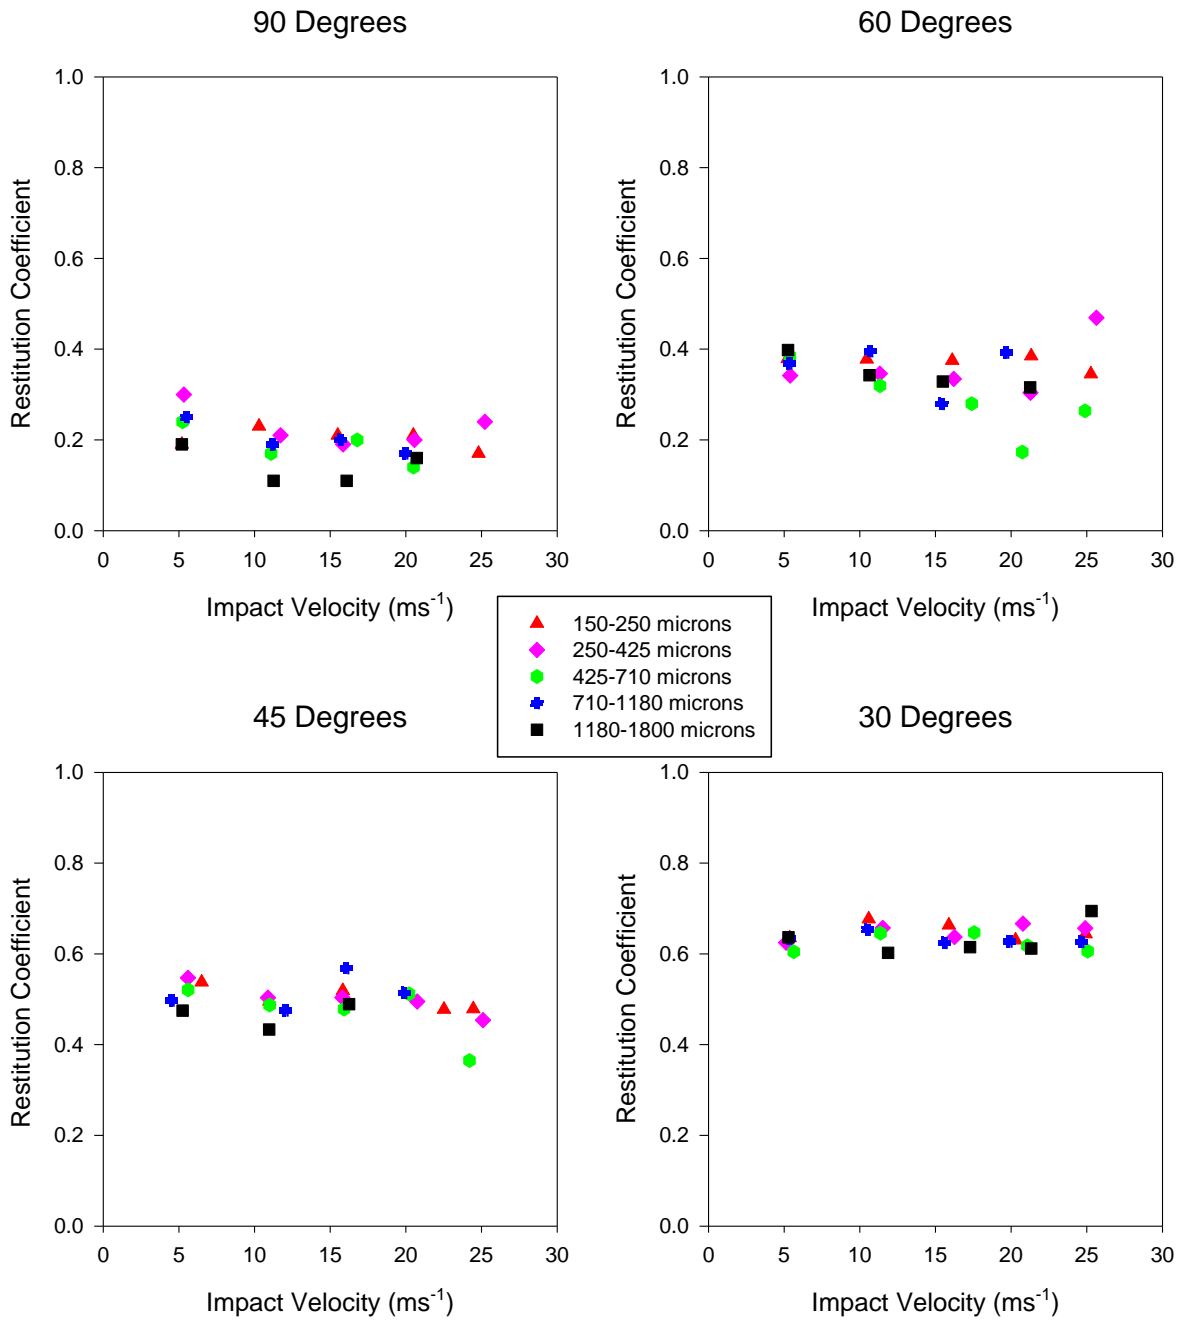 90 Degrees
60 Degrees
Restitution Coefficient
1.0
0.8
0.6
0.4
0.2
0.0
0 5 10 15 20 25 30
Impact Velocity (ms-1)
Restitution Coefficient
1.0
0.8
0.6
0.4
0.2
0.0
0 5 10 15 20 25 30
Impact Velocity (ms-1)
150-250 microns
250-425 microns
425-710 microns
710-1180 microns
1180-1800 microns
45 Degrees
30 Degrees
Restitution Coefficient
1.0
0.8
0.6
0.4
0.2
0.0
0 5 10 15 20 25 30
Impact Velocity (ms-1)
Restitution Coefficient
1.0
0.8
0.6
0.4
0.2
0.0
0 5 10 15 20 25 30
Impact Velocity (ms-1)